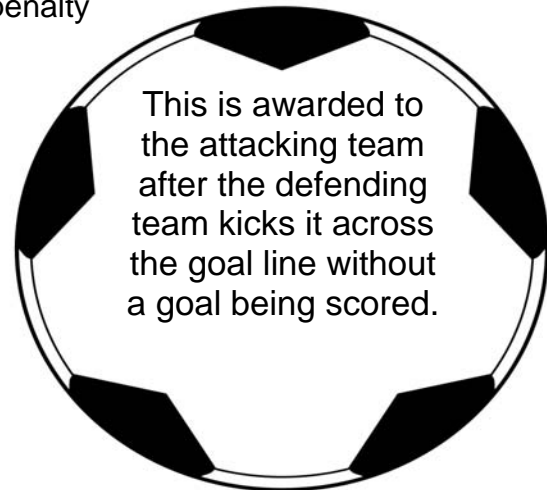 penalty
This is awarded to
the attacking team
after the defending
team kicks it across
the goal line without
a goal being scored.